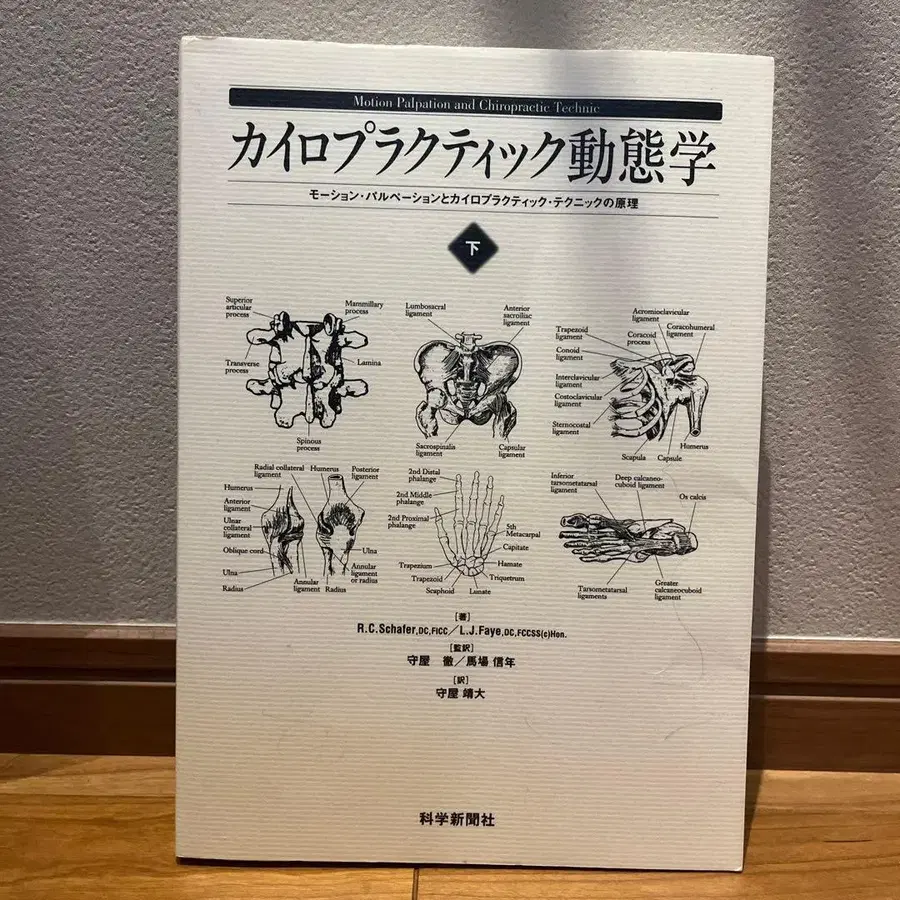 Motion Palpation and Chiropractic Technic
カイロプラクティック動態学
モーション・パルペーションとカイロプラクティック・テクニックの原理
下
Superior
articular
process
Mammillary
process
Transverse
process
Lamina
Spinous
process
Lumbosacral
ligament
Anterior
sacroiliac
ligament
Sacrospinalis
ligament
Capsular
ligament
Acromioclavicular
ligament
Trapezoid
ligament
Coracoid
process
Coracohumeral
ligament
Conoid
ligament
Interclavicular
ligament
Costoclavicular
ligament
Sternocostal
ligament
Humerus
Scapula
Capsule
Radial collateral
ligament
Humerus
Posterior
ligament
Humerus
Anterior
ligament
Ulnar
collateral
ligament
Oblique cord
Ulna
Radius
Annular
ligament
Ulna
Annular
ligament
or radius
Radius
2nd Distal
phalange
2nd Middle
phalange
2nd Proximal
phalange
5th
Metacarpal
Capitate
Hamate
Triquetrum
Trapezium
Trapezoid
Scaphoid
Lunate
Inferior
tarsometatarsal
ligament
Deep calcaneo-
cuboid ligament
Os calcia
Tarsometatarsal
ligaments
Greater
calcaneocuboid
ligament
[著]
R.C.Schafer,DC,FICC/L.J.Faye,DC,FCCSS(c)Hon.
[監訳]
守屋 徹/馬場 信年
[訳]
守屋 靖大
科学新聞社